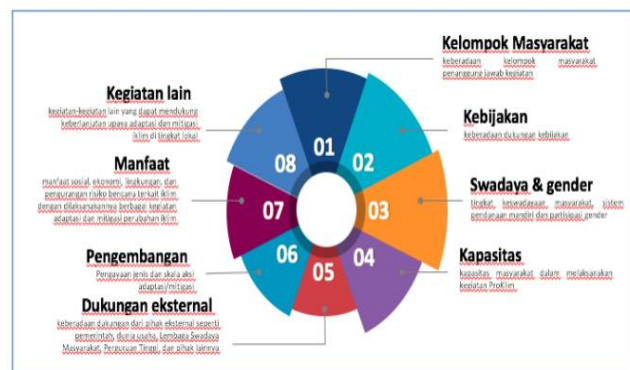 Kelompok Masyarakat
keberadaan kelompok masyarakat
penanggung jawab kegiatan
01
Kebijakan
keberadaan dukungan kebijakan
02
Swadaya & gender
tingkat keswadayaan masyarakat, sistem
pendanaan mandiri dan partisipasi gender
03
Kapasitas
kapasitas masyarakat dalam melaksanakan
kegiatan ProKlim
04
Dukungan eksternal
keberadaan dukungan dari pihak eksternal seperti
pemerintah, dunia usaha, Lembaga Swadaya
Masyarakat, Perguruan Tinggi, dan pihak lainnya
05
Pengembangan
Pengayaan jenis dan skala aksi
adaptasi/mitigasi
06
Manfaat
manfaat sosial, ekonomi, lingkungan, dan
pengurangan risiko bencana terkait iklim
dengan dilaksanakannya berbagai kegiatan
adaptasi dan mitigasi perubahan iklim
07
Kegiatan lain
kegiatan-kegiatan lain yang dapat mendukung
keberlanjutan upaya adaptasi dan mitigasi
iklim di tingkat lokal
08